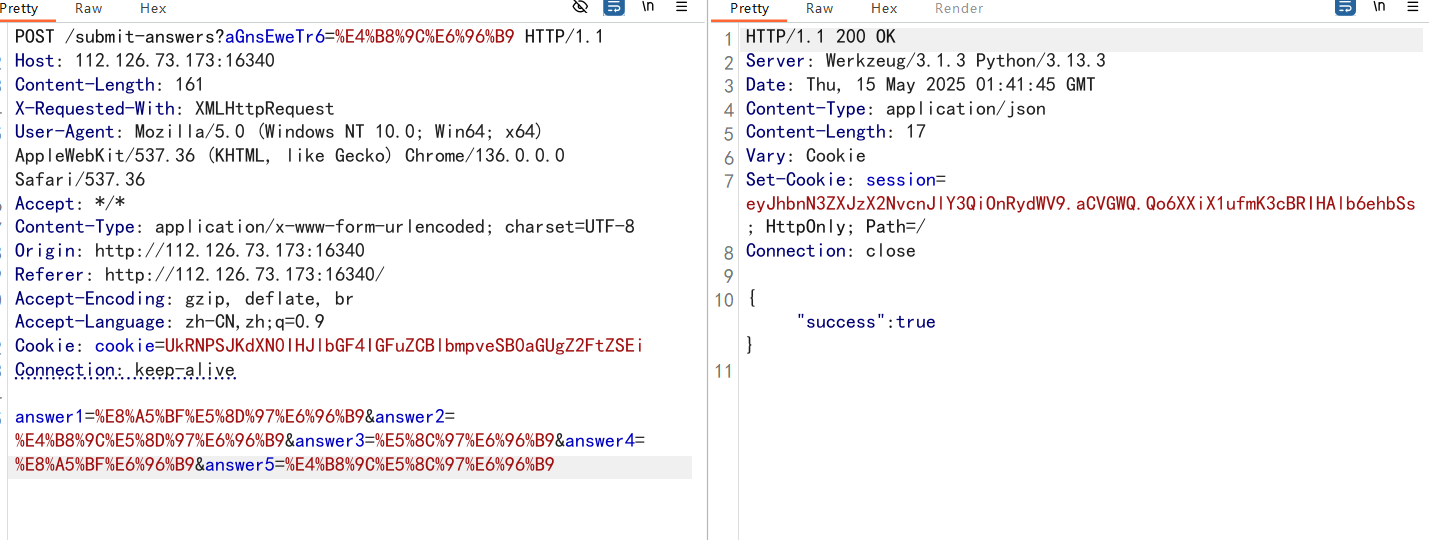 Pretty Raw Hex \n
POST /submit-answers?aGnsEweTr6=%E4%B8%9C%E6%96%B9 HTTP/1.1
Host: 112.126.73.173:16340
Content-Length: 161
X-Requested-With: XMLHttpRequest
User-Agent: Mozilla/5.0 (Windows NT 10.0; Win64; x64)
AppleWebKit/537.36 (KHTML, like Gecko) Chrome/136.0.0.0
Safari/537.36
Accept: */*
Content-Type: application/x-www-form-urlencoded; charset=UTF-8
Origin: http://112.126.73.173:16340
Referer: http://112.126.73.173:16340/
Accept-Encoding: gzip, deflate, br
Accept-Language: zh-CN,zh;q=0.9
Cookie: cookie=UkRNPSJKdXN0IHJlbGF4IGFuZCBlbmpveSB0aGUgZ2FtZSEi
Connection: keep-alive
answer1=%E8%A5%BF%E5%8D%97%E6%96%B9&answer2=
%E4%B8%9C%E5%8D%97%E6%96%B9&answer3=%E5%8C%97%E6%96%B9&answer4=
%E8%A5%BF%E6%96%B9&answer5=%E4%B8%9C%E5%8C%97%E6%96%B9
Pretty Raw Hex Render \n
1 HTTP/1.1 200 OK
2 Server: Werkzeug/3.1.3 Python/3.13.3
3 Date: Thu, 15 May 2025 01:41:45 GMT
4 Content-Type: application/json
5 Content-Length: 17
6 Vary: Cookie
7 Set-Cookie: session=
eyJhbnN3ZXJzX2NvcnJlY3QiOnRydWV9.aCVGWQ.Qo6XXiX1ufmK3cBRIHAlb6ehbSs
; HttpOnly; Path=/
8 Connection: close
9
10 {
"success":true
}
11